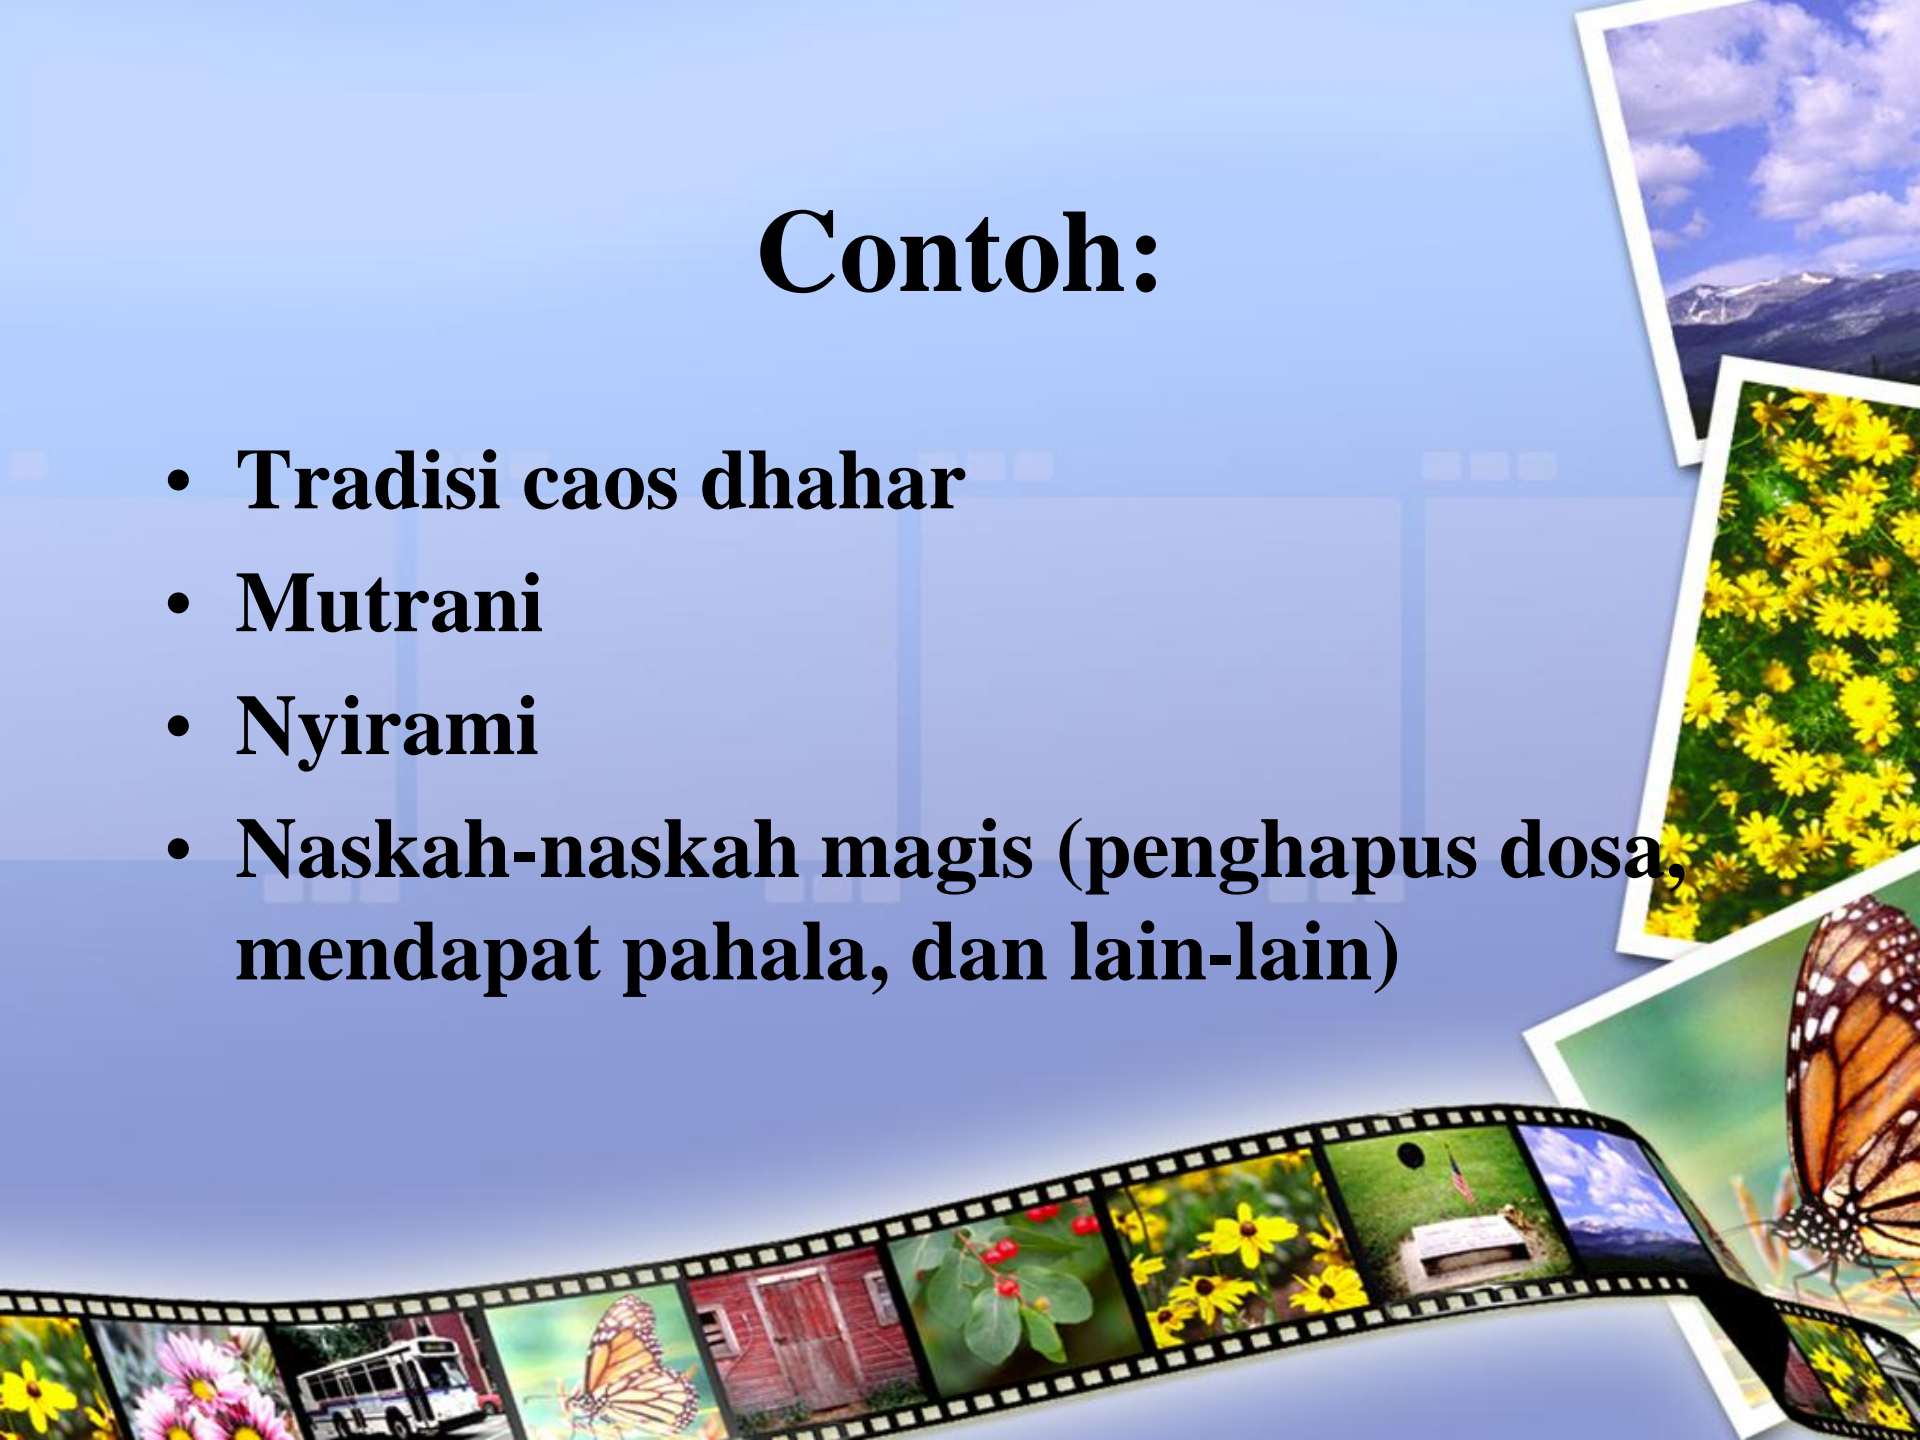 Contoh:
• Tradisi caos dhahar
• Mutrani
• Nyirami
• Naskah-naskah magis (penghapus dosa,
mendapat pahala, dan lain-lain)